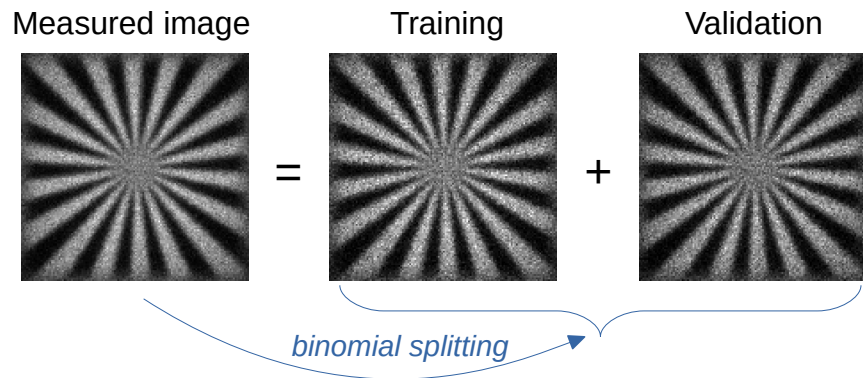 Measured image
Training
Validation
=
+
binomial splitting